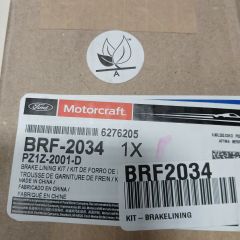 A
Ford
Motorcraft
6276205
BRF-2034 1X
PZ1Z-2001-D
BRAKE LINING KIT / KIT DE FORRO DE
TROUSSE DE GARNITURE DE FREIN / K
MADE IN CHINA /
FABRICADO EN CHINA /
FABRIQUE EN CHINE
BRF2034
KIT - BRAKELINING